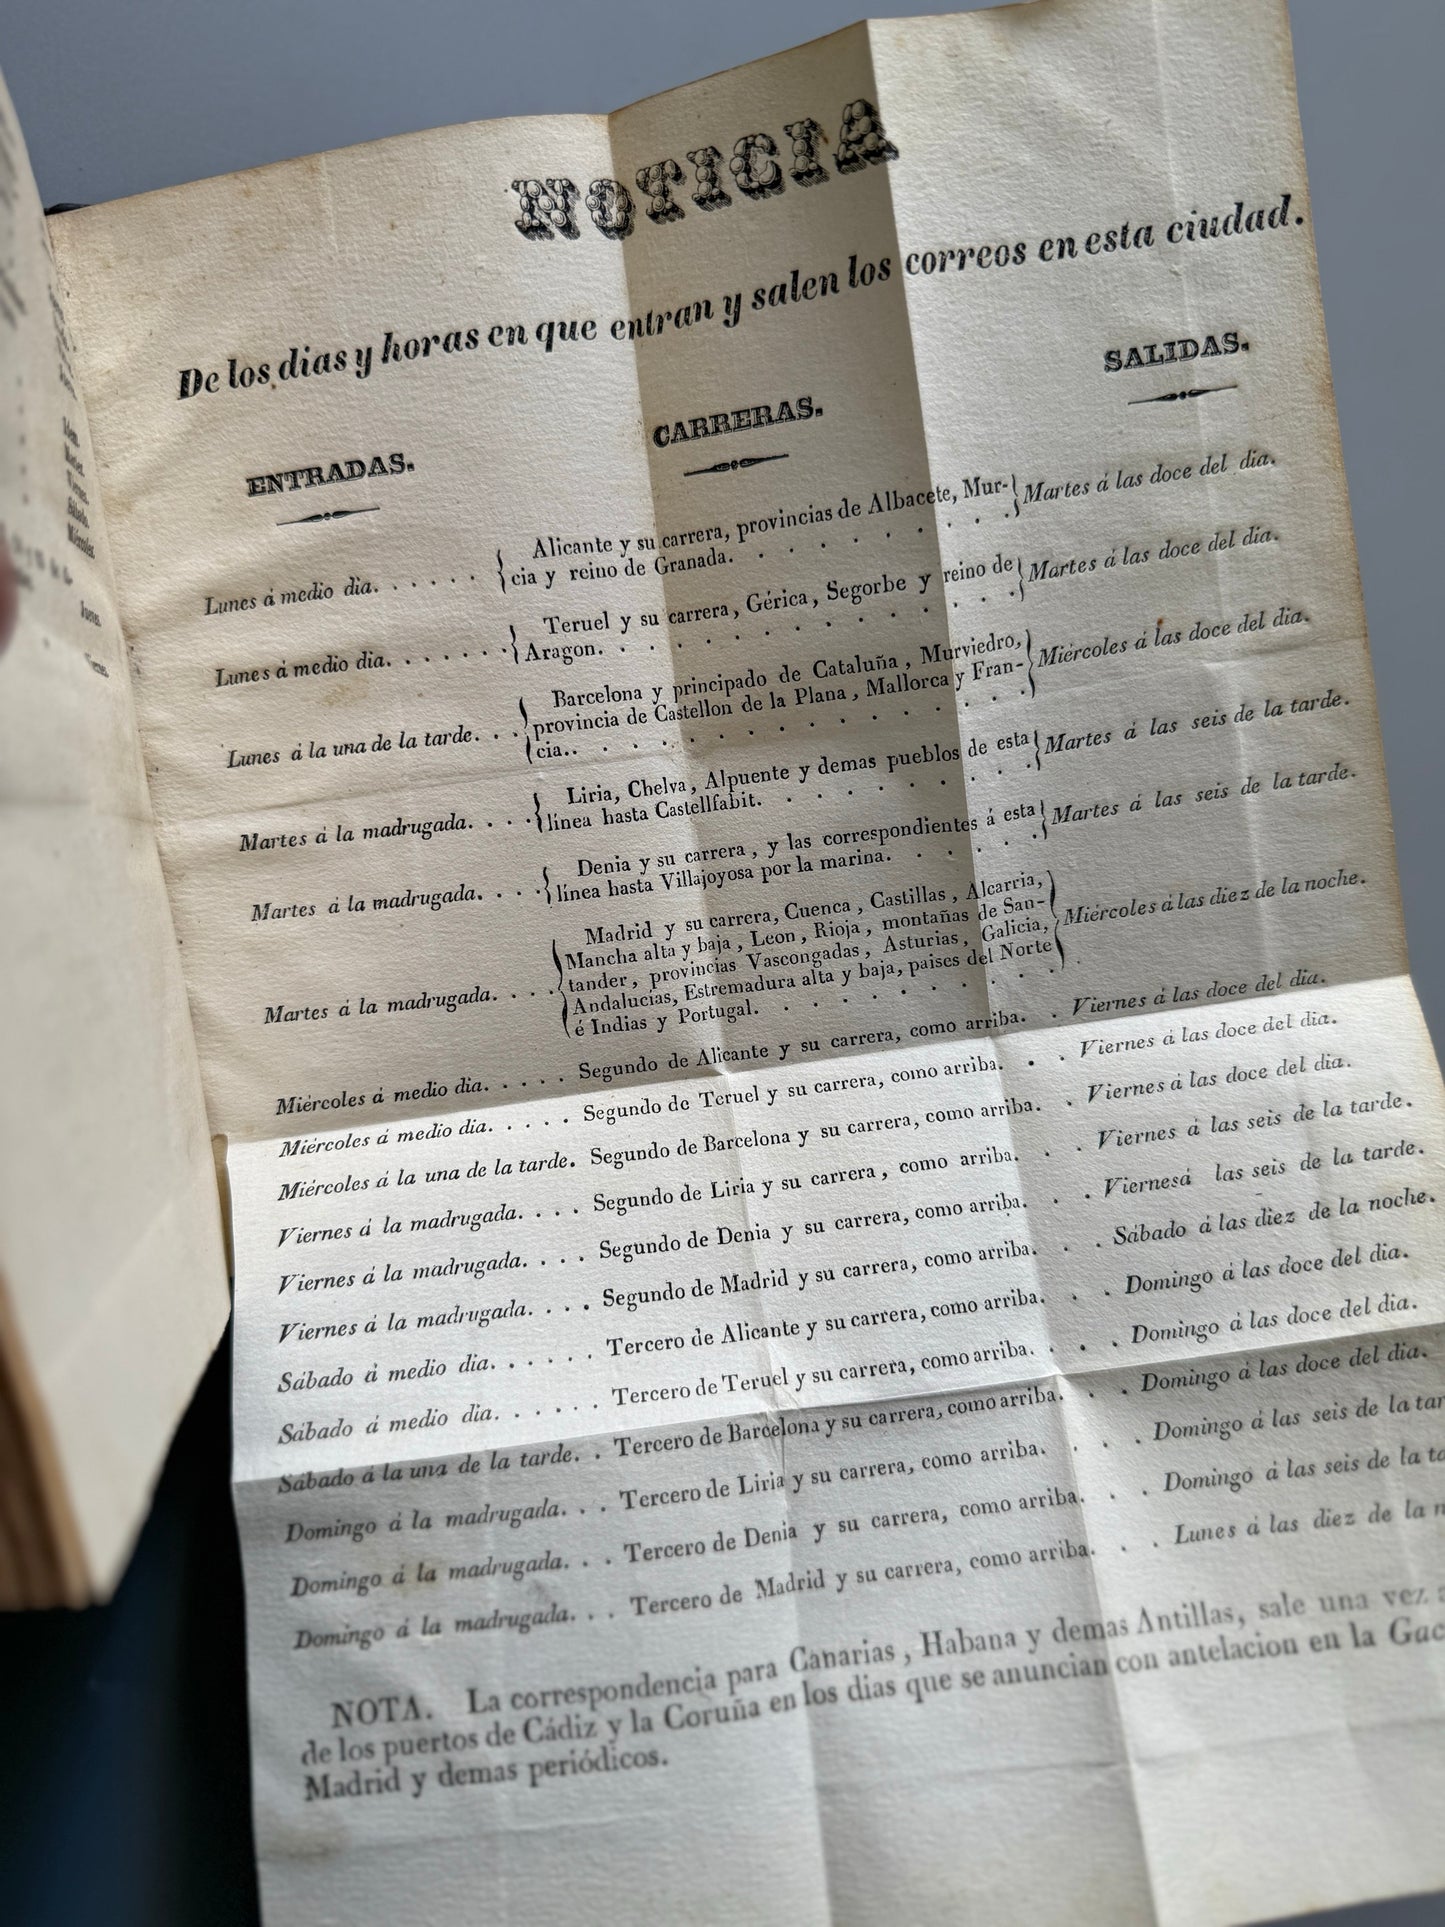 NOTICIA
De los dias y horas en que entran y salen los correos en esta ciudad.
ENTRADAS. CARRERAS. SALIDAS.
Lunes á medio dia. . . . . . . Alicante y su carrera, provincias de Albacete, Mur-
cia y reino de Granada. . . . . . . . . Martes á las doce del dia.
Lunes á medio dia. . . . . . . Teruel y su carrera, Gérica, Segorbe y reino de
Aragon. . . . . . . . . . . . . Martes á las doce del dia.
Lunes á la una de la tarde. . . Barcelona y principado de Cataluña, Murviedro,
provincia de Castellon de la Plana, Mallorca y Fran-
cia. . . . . . . . . . . . . Miércoles á las doce del dia.
Martes á la madrugada. . . . Liria, Chelva, Alpuente y demas pueblos de esta
línea hasta Castellfabit. . . . . . . . . . Martes á las seis de la tarde.
Martes á la madrugada. . . . Denia y su carrera, y las correspondientes á esta
línea hasta Villajoyosa por la marina. . . . . . Martes á las seis de la tarde.
Martes á la madrugada. . . . Madrid y su carrera, Cuenca, Castillas, Alcarria,
Mancha alta y baja, Leon, Rioja, montañas de San-
tander, provincias Vascongadas, Asturias, Galicia,
Andalucías, Estremadura alta y baja, paises del Norte
é Indias y Portugal. . . . . . . . . . . Miércoles á las diez de la noche.
Miércoles á medio dia. . . . . Segundo de Alicante y su carrera, como arriba. . . Viernes á las doce del dia.
Miércoles á medio dia. . . . . Segundo de Teruel y su carrera, como arriba. . . Viernes á las doce del dia.
Miércoles á la una de la tarde. Segundo de Barcelona y su carrera, como arriba. . Viernes á las doce del dia.
Viernes á la madrugada. . . . Segundo de Liria y su carrera, como arriba. . . Viernes á las seis de la tarde.
Viernes á la madrugada. . . . Segundo de Denia y su carrera, como arriba. . . Viernesá las seis de la tarde.
Viernes á la madrugada. . . . Segundo de Madrid y su carrera, como arriba. . . Sábado á las diez de la noche.
Sábado á medio dia. . . . . . Tercero de Alicante y su carrera, como arriba. . . Domingo á las doce del dia.
Sábado á medio dia. . . . . . Tercero de Teruel y su carrera, como arriba. . . . Domingo á las doce del dia.
Sábado á la una de la tarde. . Tercero de Barcelona y su carrera, como arriba. . . Domingo á las doce del dia.
Domingo á la madrugada. . . Tercero de Liria y su carrera, como arriba. . . . Domingo á las seis de la tar
Domingo á la madrugada. . . Tercero de Denia y su carrera, como arriba. . . Domingo á las seis de la ta
Domingo á la madrugada. . . Tercero de Madrid y su carrera, como arriba. . . Lunes á las diez de la n
NOTA. La correspondencia para Canarias, Habana y demas Antillas, sale una vez a
de los puertos de Cádiz y la Coruña en los dias que se anuncian con antelacion en la Gac
Madrid y demas periódicos.
Idem.
Martes.
Viernes.
Sábado.
Miércoles.
Jueves.
Viernes.